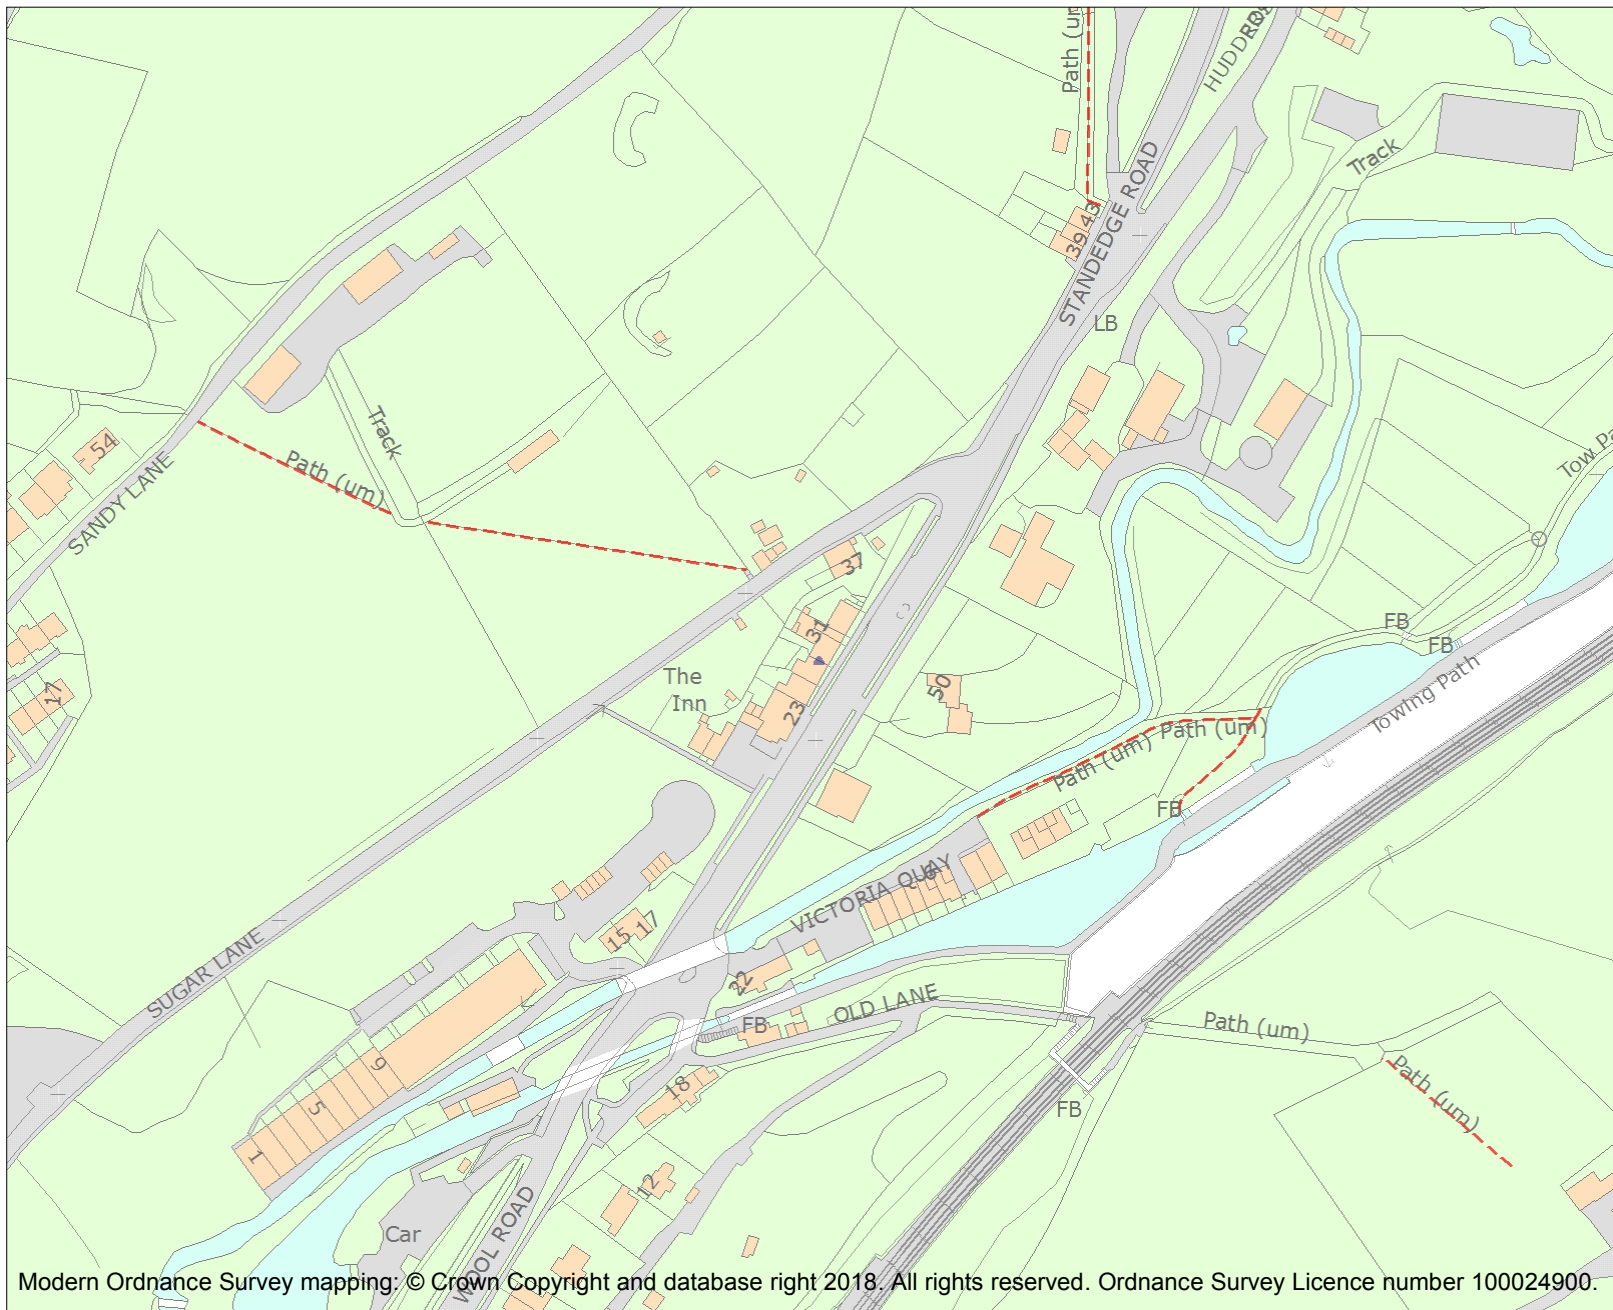 Path (um)
HUDD
STANDEDGE ROAD
Track
43
39
LB
Track
54
Path (um)
SANDY LANE
Tow Pa
37
31
FB
FB
The
Inn
17
50
23
Towing Path
Path (um)
Path (um)
FB
VICTORIA QUAY
6
15
17
SUGAR LANE
22
OLD LANE
FB
Path (um)
9
5
18
1
FB
Path (um)
12
WOOL ROAD
Car
Modern Ordnance Survey mapping: © Crown Copyright and database right 2018. All rights reserved. Ordnance Survey Licence number 100024900.